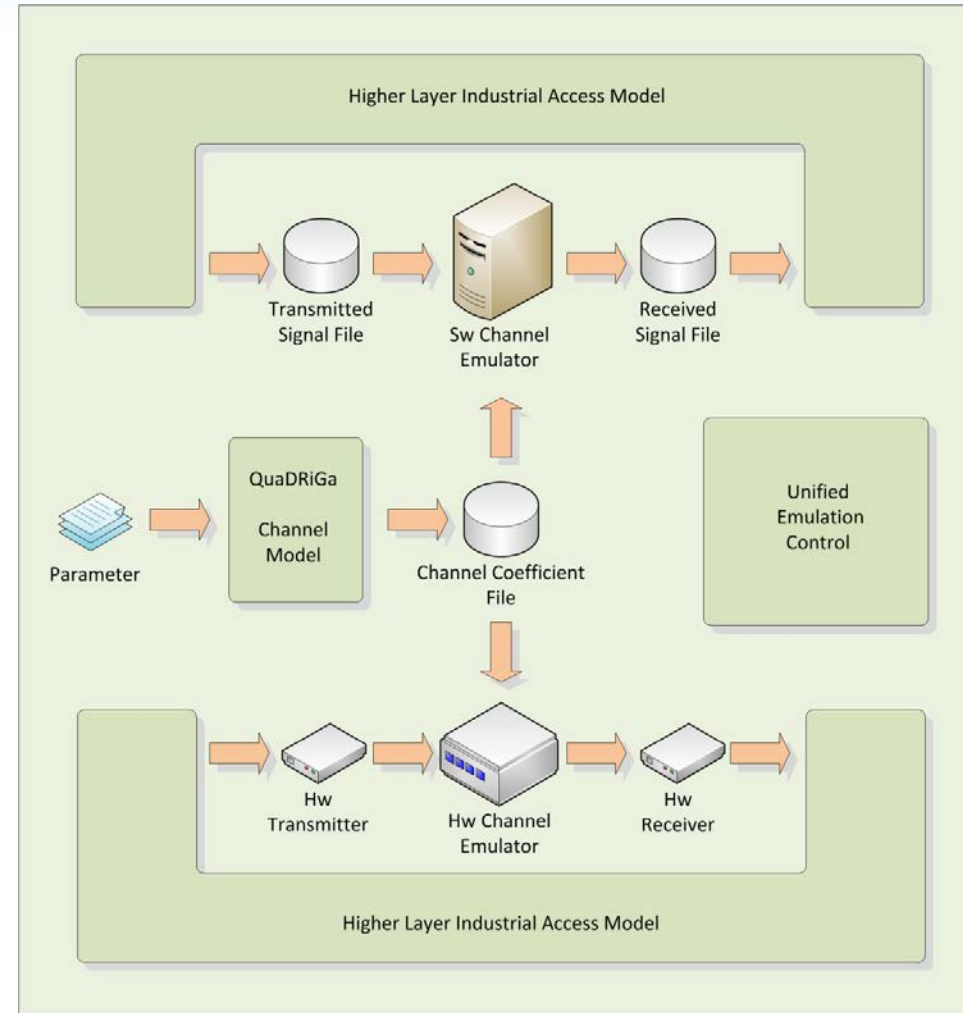 Higher Layer Industrial Access Model
Transmitted
Signal File
Sw Channel
Emulator
Received
Signal File
QuaDRiGa
Channel
Model
Unified
Emulation
Control
Parameter
Channel Coefficient
File
Hw
Transmitter
Hw Channel
Emulator
Hw
Receiver
Higher Layer Industrial Access Model